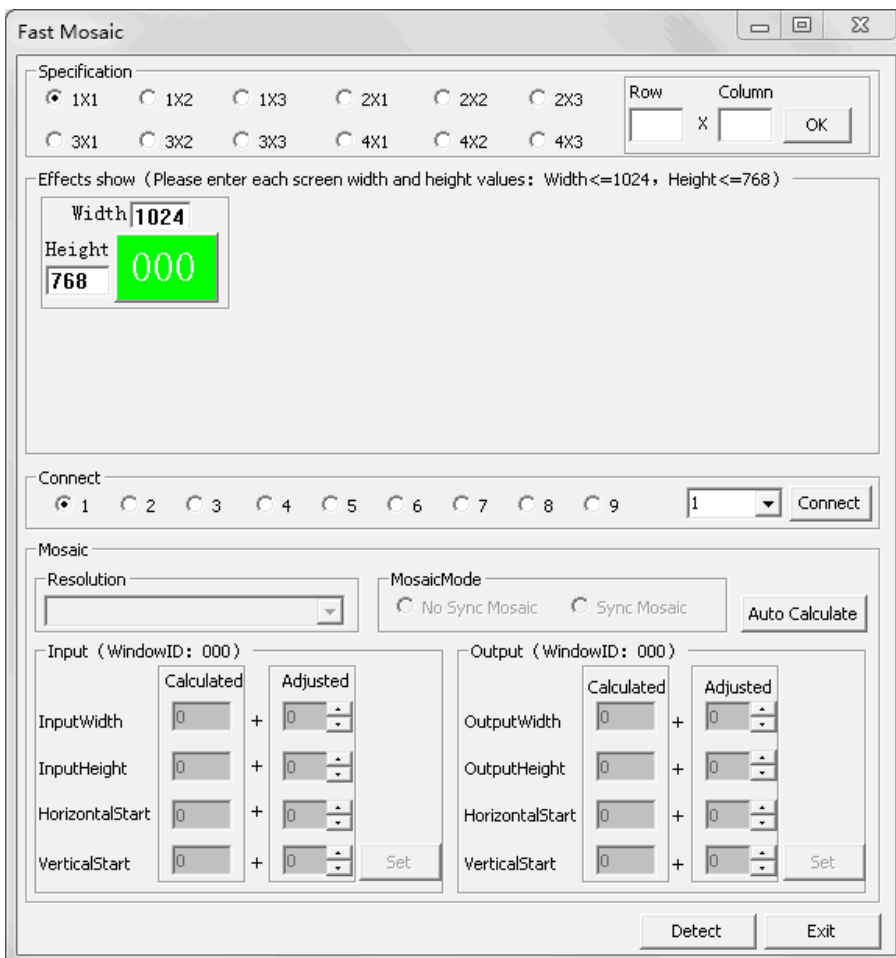 Fast Mosaic
Specification
1X1 1X2 1X3 2X1 2X2 2X3
3X1 3X2 3X3 4X1 4X2 4X3
Row Column
X OK
Effects show (Please enter each screen width and height values: Width<=1024, Height<=768)
Width 1024
Height
768
000
Connect
1 2 3 4 5 6 7 8 9 1 Connect
Mosaic
Resolution
MosaicMode
No Sync Mosaic Sync Mosaic
Auto Calculate
Input (WindowID: 000)
Calculated Adjusted
InputWidth 0 + 0
InputHeight 0 + 0
HorizontalStart 0 + 0
VerticalStart 0 + 0 Set
Output (WindowID: 000)
Calculated Adjusted
OutputWidth 0 + 0
OutputHeight 0 + 0
HorizontalStart 0 + 0
VerticalStart 0 + 0 Set
Detect Exit